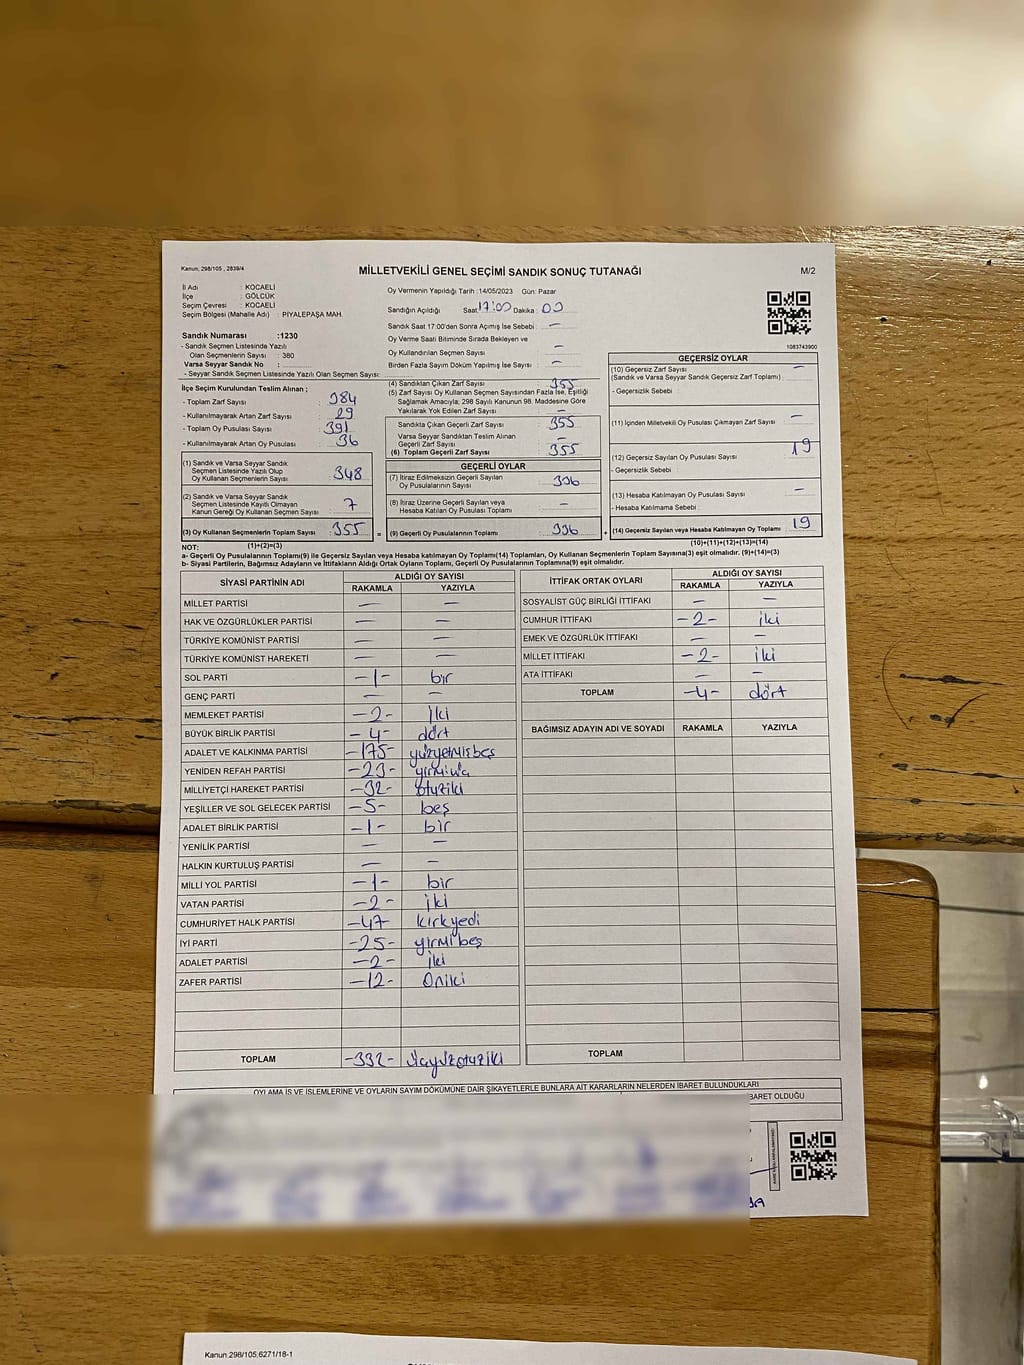 Kanun; 298/105 , 2839/4
MİLLETVEKİLİ GENEL SEÇİMİ SANDIK SONUÇ TUTANAĞI
M/2
İl Adı : KOCAELİ
İlçe : GÖLCÜK
Seçim Çevresi : KOCAELİ
Seçim Bölgesi (Mahalle Adı) : PİYALEPAŞA MAH.
Sandık Numarası :1230
- Sandık Seçmen Listesinde Yazılı
Olan Seçmenlerin Sayısı : 380
Varsa Seyyar Sandık No :
- Seyyar Sandık Listesinde Yazılı Olan Seçmen Sayısı:
Oy Vermenin Yapıldığı Tarih :14/05/2023 Gün: Pazar
Sandığın Açıldığı Saat 17:00 Dakika : 00
Sandık Saat 17:00'den Sonra Açımış İse Sebebi : —
Oy Verme Saati Bitiminde Sırada Bekleyen ve
Oy Kullandırılan Seçmen Sayısı : —
Birden Fazla Sayım Döküm Yapılmış İse Sebebi : —
1083743900
İlçe Seçim Kurulundan Teslim Alınan ;
- Toplam Zarf Sayısı : 384
- Kullanılmayarak Artan Zarf Sayısı : 29
- Toplam Oy Pusulası Sayısı : 391
- Kullanılmayarak Artan Oy Pusulası : 36
(1) Sandık ve Varsa Seyyar Sandık
Seçmen Listesinde Yazılı Olup
Oy Kullanan Seçmenlerin Sayısı : 348
(2) Sandık ve Varsa Seyyar Sandık
Seçmen Listesinde Kayıtlı Olmayan
Kanun Gereği Oy Kullanan Seçmen Sayısı : 7
(3) Oy Kullanan Seçmenlerin Toplam Sayısı : 355 =
(1)+(2)=(3)
(4) Sandıktan Çıkan Zarf Sayısı : 355
(5) Zarf Sayısı Oy Kullanan Seçmen Sayısından Fazla İse, Eşitliği
Sağlamak Amacıyla; 298 Sayılı Kanunun 98. Maddesine Göre
Yakılarak Yok Edilen Zarf Sayısı : —
Sandıkta Çıkan Geçerli Zarf Sayısı : 355
Varsa Seyyar Sandıktan Teslim Alınan
Geçerli Zarf Sayısı : —
(6) Toplam Geçerli Zarf Sayısı : 355
GEÇERLİ OYLAR
(7) İtiraz Edilmeksizin Geçerli Sayılan
Oy Pusulalarının Sayısı : 336
(8) İtiraz Üzerine Geçerli Sayılan veya
Hesaba Katılan Oy Pusulası Toplamı : —
(9) Geçerli Oy Pusulalarının Toplamı : 336 +
GEÇERSİZ OYLAR
(10) Geçersiz Zarf Sayısı : —
(Sandık ve Varsa Seyyar Sandık Geçersiz Zarf Toplamı)
- Geçersizlik Sebebi :
(11) İçinden Milletvekili Oy Pusulası Çıkmayan Zarf Sayısı : —
(12) Geçersiz Sayılan Oy Pusulası Sayısı : 19
- Geçersizlik Sebebi :
(13) Hesaba Katılmayan Oy Pusulası Sayısı : —
- Hesaba Katılmama Sebebi :
(14) Geçersiz Sayılan veya Hesaba Katılmayan Oy Toplamı : 19
(10)+(11)+(12)+(13)=(14)
NOT:
a- Geçerli Oy Pusulalarının Toplamı(9) ile Geçersiz Sayılan veya Hesaba katılmayan Oy Toplamı(14) Toplamları, Oy Kullanan Seçmenlerin Toplam Sayısına(3) eşit olmalıdır. (9)+(14)=(3)
b- Siyasi Partilerin, Bağımsız Adayların ve İttifakların Aldığı Ortak Oyların Toplamı, Geçerli Oy Pusulalarının Toplamına(9) eşit olmalıdır.
SİYASİ PARTİNİN ADI ALDIĞI OY SAYISI
RAKAMLA YAZIYLA
MİLLET PARTİSİ — —
HAK VE ÖZGÜRLÜKLER PARTİSİ — —
TÜRKİYE KOMÜNİST PARTİSİ — —
TÜRKİYE KOMÜNİST HAREKETİ — —
SOL PARTİ -1- bir
GENÇ PARTİ — —
MEMLEKET PARTİSİ -2- iki
BÜYÜK BİRLİK PARTİSİ -4- dört
ADALET VE KALKINMA PARTİSİ -175- yüzyetmişbeş
YENİDEN REFAH PARTİSİ -23-
MİLLİYETÇİ HAREKET PARTİSİ -32- otuziki
YEŞİLLER VE SOL GELECEK PARTİSİ -5- beş
ADALET BİRLİK PARTİSİ -1- bir
YENİLİK PARTİSİ — —
HALKIN KURTULUŞ PARTİSİ — —
MİLLİ YOL PARTİSİ -1- bir
VATAN PARTİSİ -2- iki
CUMHURİYET HALK PARTİSİ -47- kırkyedi
İYİ PARTİ -25- yirmibeş
ADALET PARTİSİ -2- iki
ZAFER PARTİSİ -12- Oniki
TOPLAM -332- üçyüzotuziki
İTTİFAK ORTAK OYLARI ALDIĞI OY SAYISI
RAKAMLA YAZIYLA
SOSYALİST GÜÇ BİRLİĞİ İTTİFAKI — —
CUMHUR İTTİFAKI -2- iki
EMEK VE ÖZGÜRLÜK İTTİFAKI — —
MİLLET İTTİFAKI -2- iki
ATA İTTİFAKI — —
TOPLAM -4- dört
BAĞIMSIZ ADAYIN ADI VE SOYADI RAKAMLA YAZIYLA
TOPLAM
OYLAMA İŞ VE İŞLEMLERİNE VE OYLARIN SAYIM DÖKÜMÜNE DAİR ŞİKAYETLERLE BUNLARA AİT KARARLARIN NELERDEN İBARET BULUNDUKLARI
BARET OLDUĞU
Kanun 298/105,6271/18-1